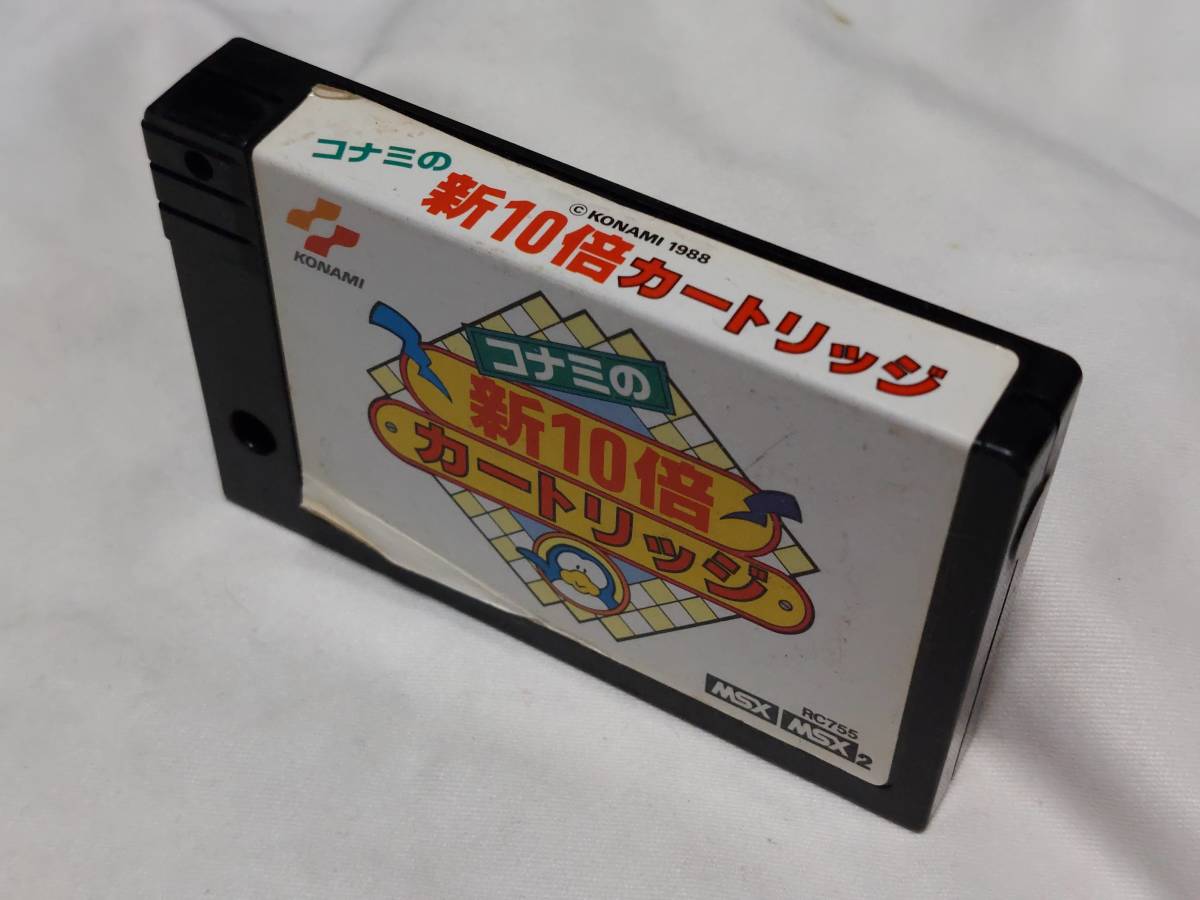 コナミの
新10倍カートリッジ
© KONAMI 1988
KONAMI
コナミの
新10倍
カートリッジ
RC755
MSX MSX2